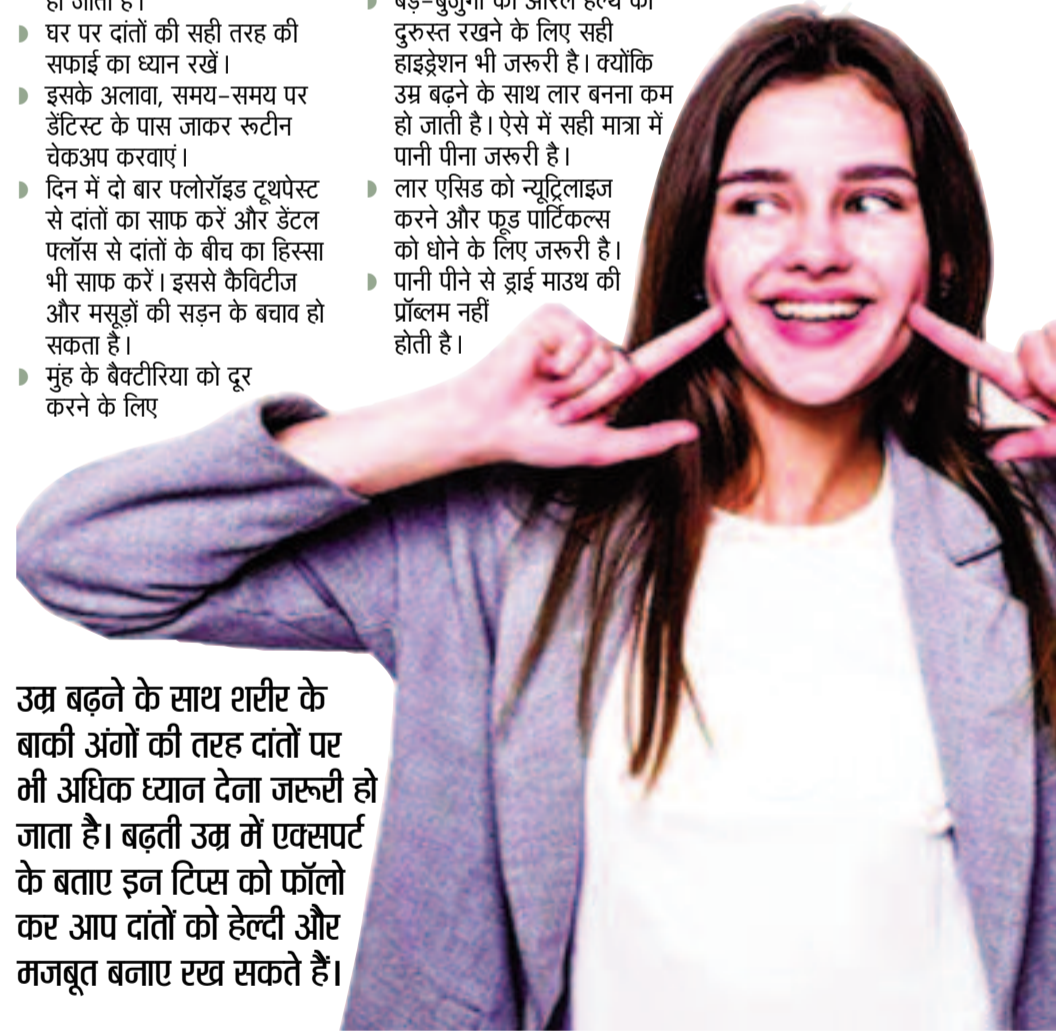 हो जाता है।
घर पर दांतों की सही तरह की
सफाई का ध्यान रखें।
इसके अलावा, समय-समय पर
डेंटिस्ट के पास जाकर रूटीन
चेकअप करवाएं।
दिन में दो बार फ्लोरॉइड टूथपेस्ट
से दांतों का साफ करें और डेंटल
फ्लॉस से दांतों के बीच का हिस्सा
भी साफ करें। इससे कैविटीज
और मसूड़ों की सड़न के बचाव हो
सकता है।
मुंह के बैक्टीरिया को दूर
करने के लिए
बड़े-बुजुर्गों की ओरल हेल्थ को
दुरुस्त रखने के लिए सही
हाइड्रेशन भी जरूरी है। क्योंकि
उम्र बढ़ने के साथ लार बनना कम
हो जाती है। ऐसे में सही मात्रा में
पानी पीना जरूरी है।
लार एसिड को न्यूट्रिलाइज
करने और फूड पार्टिकल्स
को धोने के लिए जरूरी है।
पानी पीने से ड्राई माउथ की
प्रॉब्लम नहीं
होती है।
उम्र बढ़ने के साथ शरीर के
बाकी अंगों की तरह दांतों पर
भी अधिक ध्यान देना जरूरी हो
जाता है। बढ़ती उम्र में एक्सपर्ट
के बताए इन टिप्स को फॉलो
कर आप दांतों को हेल्दी और
मजबूत बनाए रख सकते हैं।